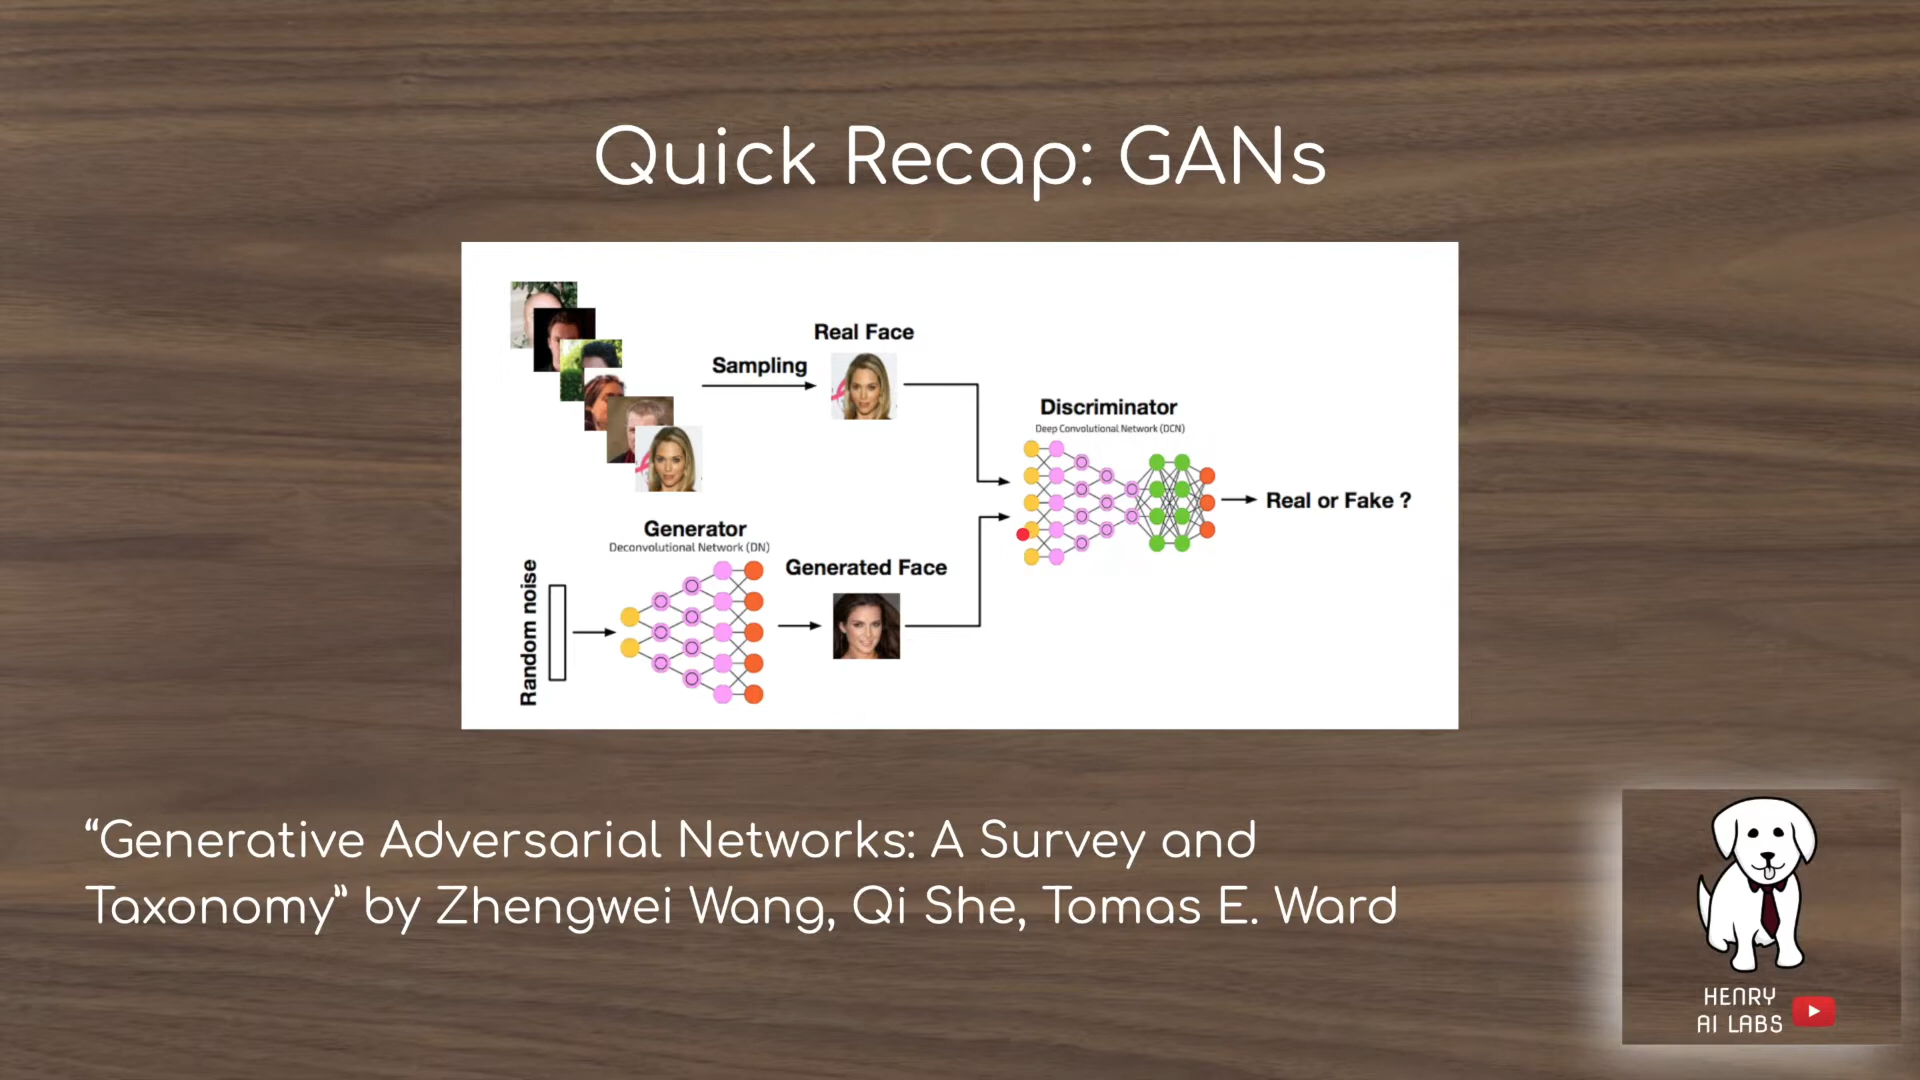 Quick Recap: GANs
Real Face
Sampling
Discriminator
Deep Convolutional Network (DCN)
Real or Fake ?
Generator
Deconvolutional Network (DN)
Generated Face
Random noise
“Generative Adversarial Networks: A Survey and
Taxonomy” by Zhengwei Wang, Qi She, Tomas E. Ward
HENRY
AI LABS